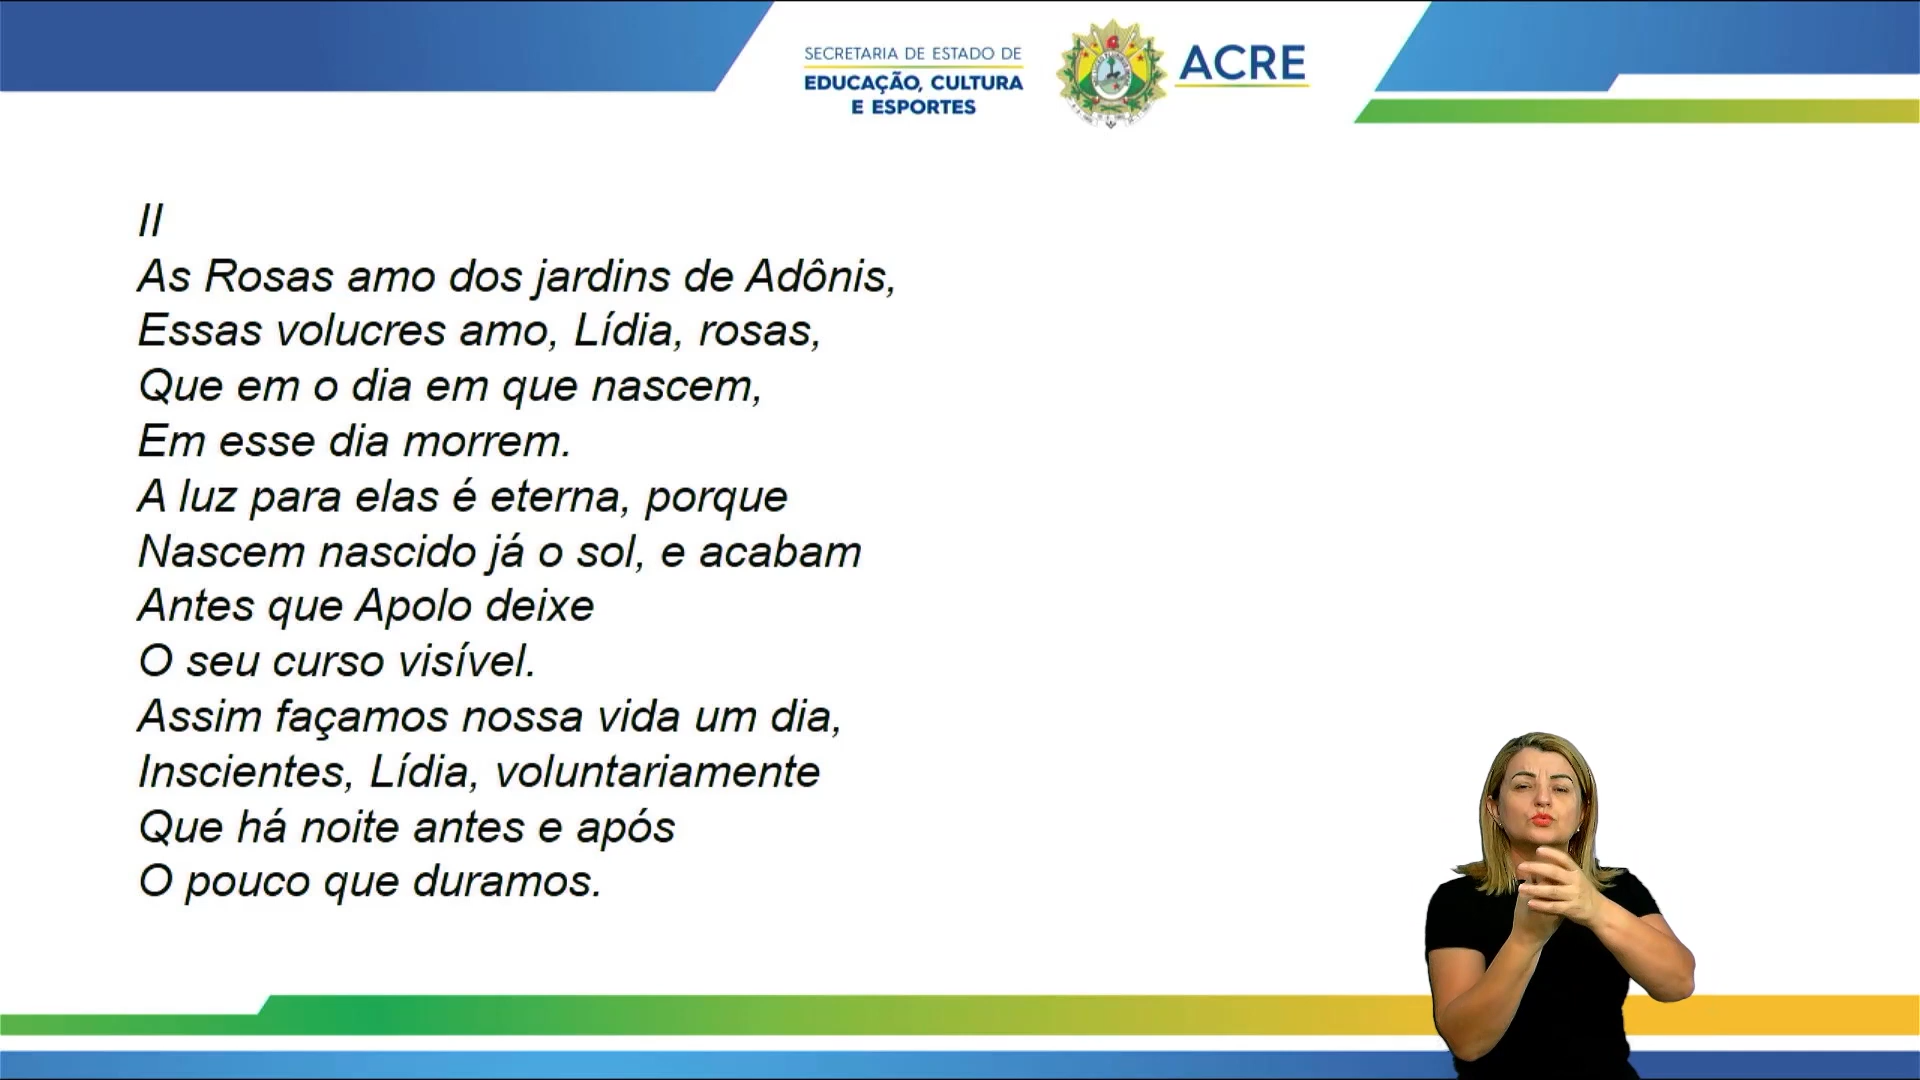 SECRETARIA DE ESTADO DE
EDUCAÇÃO, CULTURA
E ESPORTES
ACRE
II
As Rosas amo dos jardins de Adônis,
Essas volucres amo, Lídia, rosas,
Que em o dia em que nascem,
Em esse dia morrem.
A luz para elas é eterna, porque
Nascem nascido já o sol, e acabam
Antes que Apolo deixe
O seu curso visível.
Assim façamos nossa vida um dia,
Inscientes, Lídia, voluntariamente
Que há noite antes e após
O pouco que duramos.